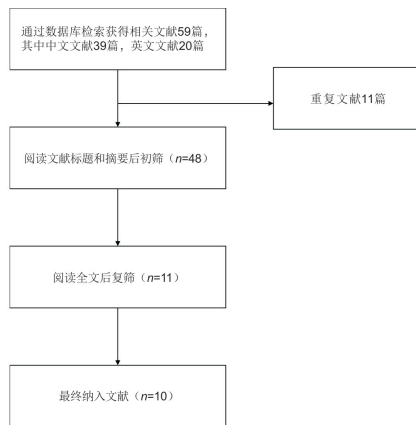 通过数据库检索获得相关文献59篇，
其中中文文献39篇，英文文献20篇
重复文献11篇
阅读文献标题和摘要后初筛（n=48）
阅读全文后复筛（n=11）
最终纳入文献（n=10）